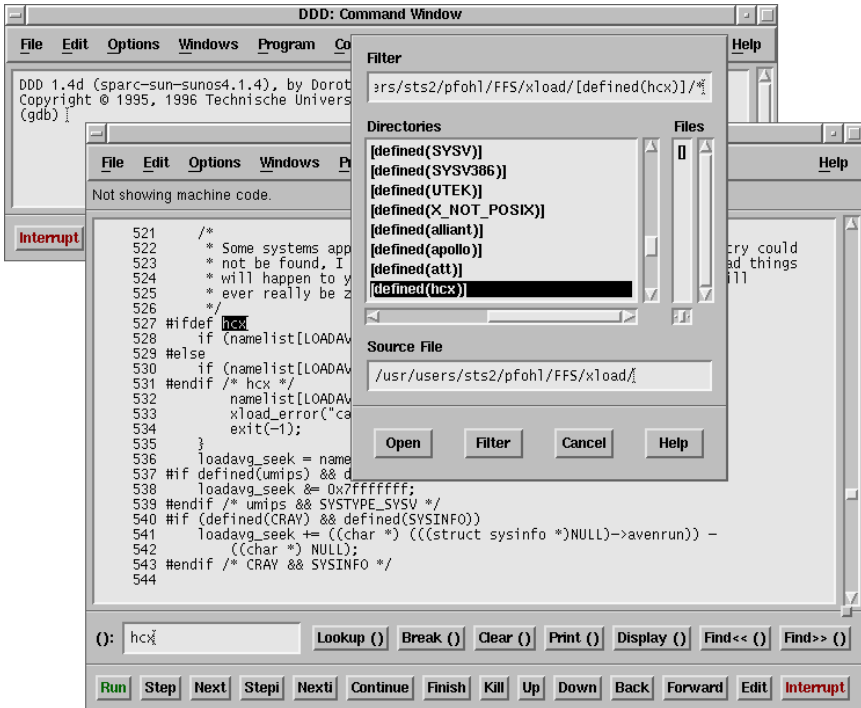 DDD: Command Window
File Edit Options Windows Program Co Help
DDD 1.4d (sparc-sun-sunos4.1.4), by Dorot
Copyright © 1995, 1996 Technische Univers
(gdb)
Interrupt
File Edit Options Windows P Help
Not showing machine code.
521 /*
522 * Some systems app try could
523 * not be found, I ad things
524 * will happen to y ill
525 * ever really be z
526 */
527 #ifdef hcx
528 if (namelist[LOADAV
529 #else
530 if (namelist[LOADAV
531 #endif /* hcx */
532 namelist[LOADAV
533 xload_error("ca
534 exit(-1);
535 }
536 loadavg_seek = name
537 #if defined(umips) && d
538 loadavg_seek &= 0x7fffffff;
539 #endif /* umips && SYSTYPE_SYSV */
540 #if (defined(CRAY) && defined(SYSINFO))
541 loadavg_seek += ((char *) (((struct sysinfo *)NULL)->avenrun)) -
542 ((char *) NULL);
543 #endif /* CRAY && SYSINFO */
544
(): hcx Lookup () Break () Clear () Print () Display () Find<< () Find>> ()
Run Step Next Stepi Nexti Continue Finish Kill Up Down Back Forward Edit Interrupt
Filter
ers/sts2/pfohl/FFS/xload/[defined(hcx)]/*
Directories Files
[defined(SYSV)] []
[defined(SYSV386)]
[defined(UTEK)]
[defined(X_NOT_POSIX)]
[defined(alliant)]
[defined(apollo)]
[defined(att)]
[defined(hcx)]
Source File
/usr/users/sts2/pfohl/FFS/xload/
Open Filter Cancel Help